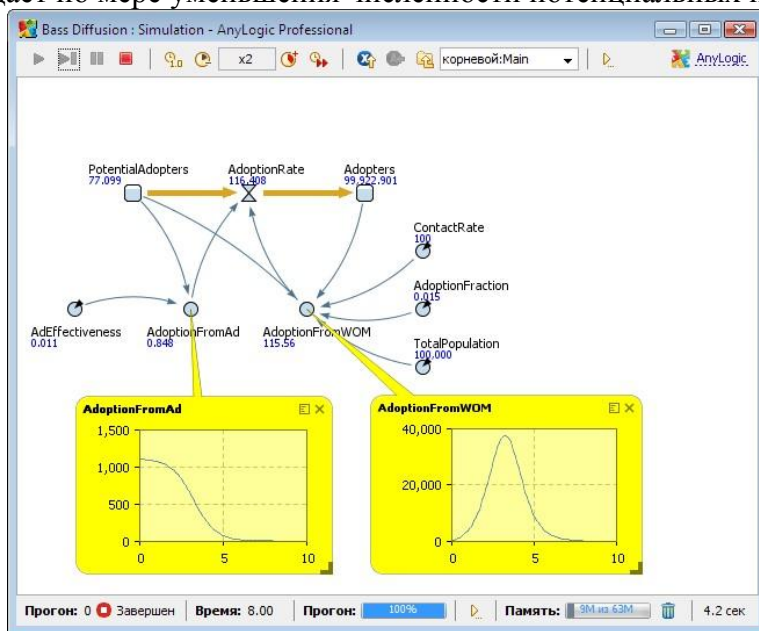 дает по мере уменьшения численности потенциальных п
Bass Diffusion : Simulation - AnyLogic Professional
x2
корневой:Main
AnyLogic
PotentialAdopters
77.099
AdoptionRate
116.408
Adopters
99,922.901
ContactRate
100
AdoptionFraction
0.015
AdEffectiveness
0.011
AdoptionFromAd
0.848
AdoptionFromWOM
115.56
TotalPopulation
100,000
AdoptionFromAd
1,500
1,000
500
0
0 5 10
AdoptionFromWOM
40,000
20,000
0
0 5 10
Прогон: 0 Завершен Время: 8.00 Прогон: 100% Память: 9M из 63M 4.2 сек